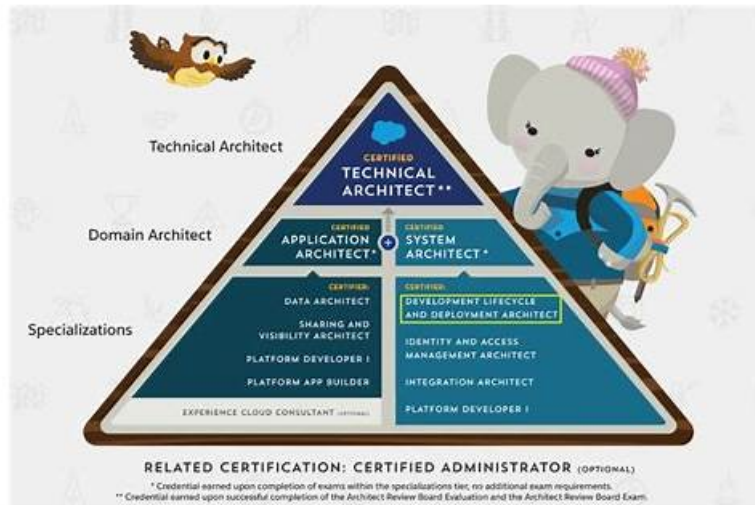 Technical Architect
CERTIFIED
TECHNICAL
ARCHITECT**
Domain Architect
CERTIFIED
APPLICATION
ARCHITECT*
+
CERTIFIED
SYSTEM
ARCHITECT*
Specializations
CERTIFIED:
DATA ARCHITECT
SHARING AND
VISIBILITY ARCHITECT
PLATFORM DEVELOPER I
PLATFORM APP BUILDER
EXPERIENCE CLOUD CONSULTANT (OPTIONAL)
CERTIFIED:
DEVELOPMENT LIFECYCLE
AND DEPLOYMENT ARCHITECT
IDENTITY AND ACCESS
MANAGEMENT ARCHITECT
INTEGRATION ARCHITECT
PLATFORM DEVELOPER I
RELATED CERTIFICATION: CERTIFIED ADMINISTRATOR (OPTIONAL)
* Credential earned upon completion of exams within the specializations tier, no additional exam requirements.
** Credential earned upon successful completion of the Architect Review Board Evaluation and the Architect Review Board Exam.